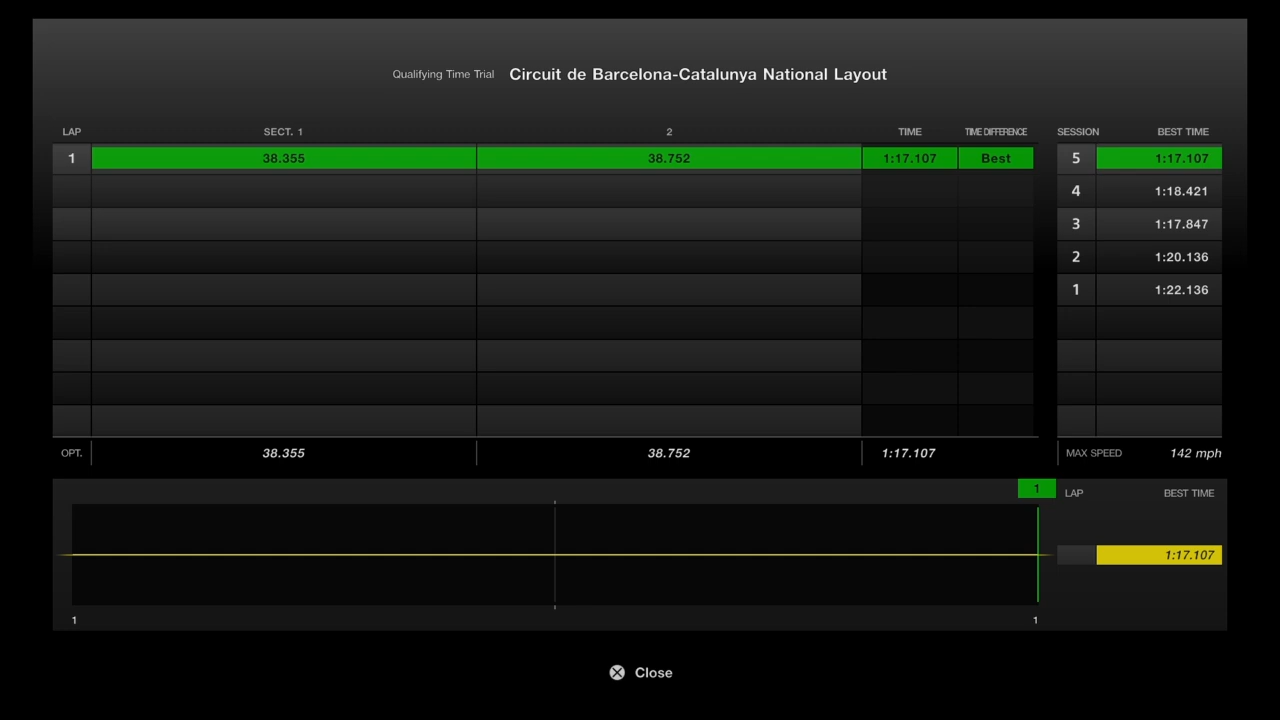 Qualifying Time Trial Circuit de Barcelona-Catalunya National Layout
LAP SECT. 1 2 TIME TIME DIFFERENCE SESSION BEST TIME
1 38.355 38.752 1:17.107 Best 5 1:17.107
4 1:18.421
3 1:17.847
2 1:20.136
1 1:22.136
OPT. 38.355 38.752 1:17.107 MAX SPEED 142 mph
1 LAP BEST TIME
1:17.107
1 1
Close